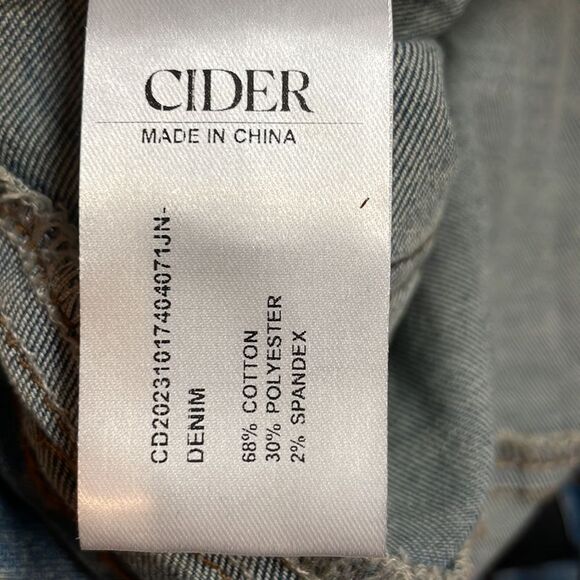 CIDER
MADE IN CHINA
CD20231017404071JN-
DENIM
68% COTTON
30% POLYESTER
2% SPANDEX